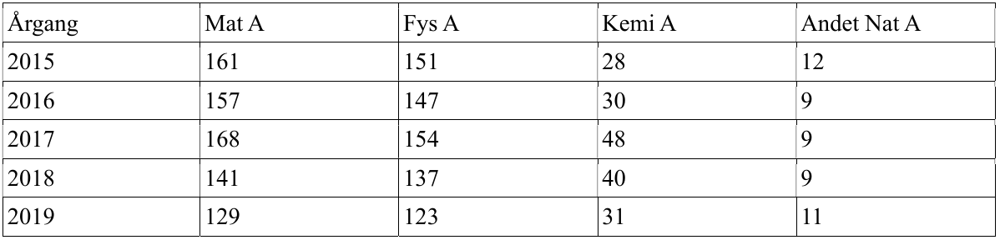 Årgang Mat A Fys A Kemi A Andet Nat A
2015 161 151 28 12
2016 157 147 30 9
2017 168 154 48 9
2018 141 137 40 9
2019 129 123 31 11